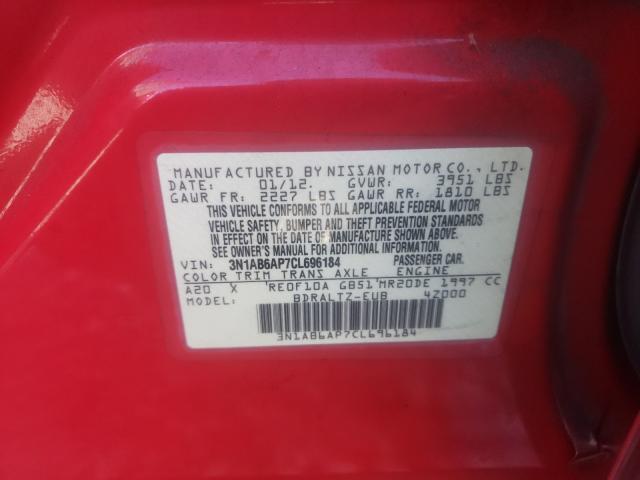 MANUFACTURED BY NISSAN MOTOR CO., LTD.
DATE: 01/12. GVWR: 3951 LBS
GAWR FR: 2227 LBS GAWR RR: 1810 LBS
THIS VEHICLE CONFORMS TO ALL APPLICABLE FEDERAL MOTOR
VEHICLE SAFETY, BUMPER AND THEFT PREVENTION STANDARDS
IN EFFECT ON THE DATE OF MANUFACTURE SHOWN ABOVE.
SEE OWNER'S MANUAL FOR ADDITIONAL INFORMATION.
VIN: 3N1AB6AP7CL696184 PASSENGER CAR.
COLOR TRIM TRANS AXLE ENGINE
A20 X RE0F10A GB51 MR20DE 1997 CC
MODEL: BDRALTZ-EUB 4Z000
3N1AB6AP7CL696184